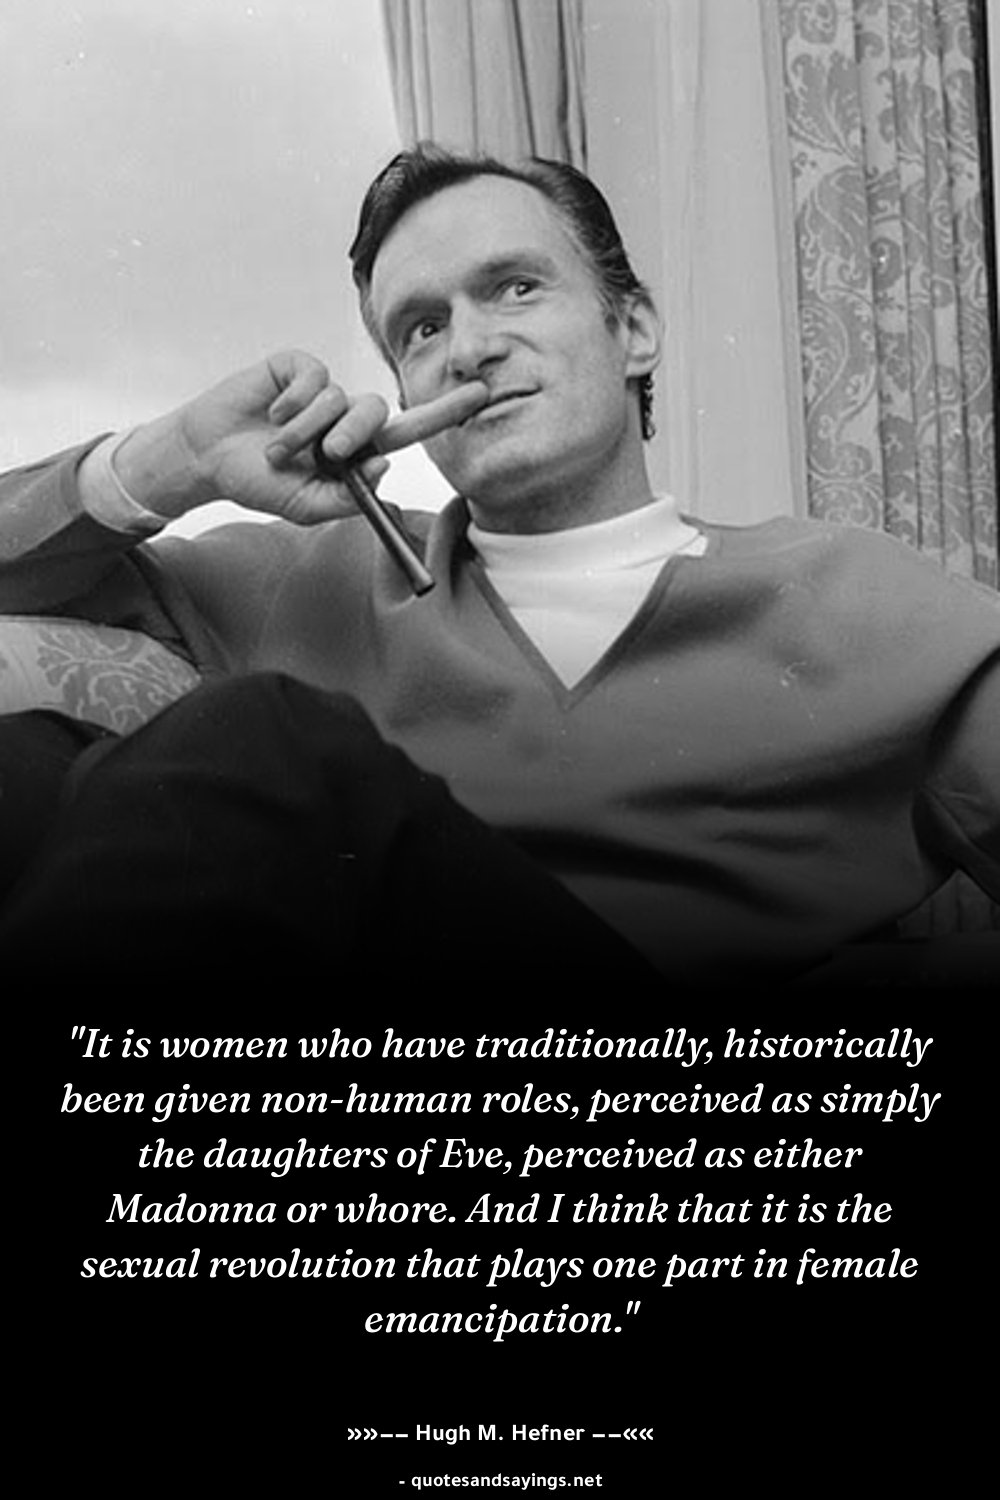 "It is women who have traditionally, historically
been given non-human roles, perceived as simply
the daughters of Eve, perceived as either
Madonna or whore. And I think that it is the
sexual revolution that plays one part in female
emancipation."
»»–– Hugh M. Hefner ––««
- quotesandsayings.net